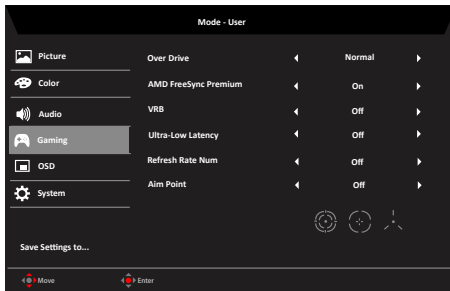 Mode - User
Picture
Color
Audio
Gaming
OSD
System
Save Settings to...
Over Drive Normal
AMD FreeSync Premium On
VRB Off
Ultra-Low Latency Off
Refresh Rate Num Off
Aim Point Off
Move Enter